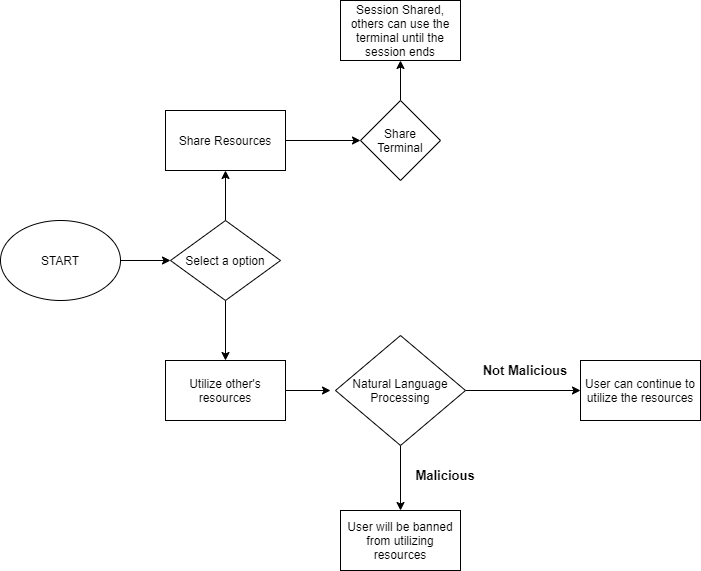 Session Shared,
others can use the
terminal until the
session ends
Share Resources
Share
Terminal
START
Select a option
Utilize other's
resources
Natural Language
Processing
Not Malicious
User can continue to
utilize the resources
Malicious
User will be banned
from utilizing
resources